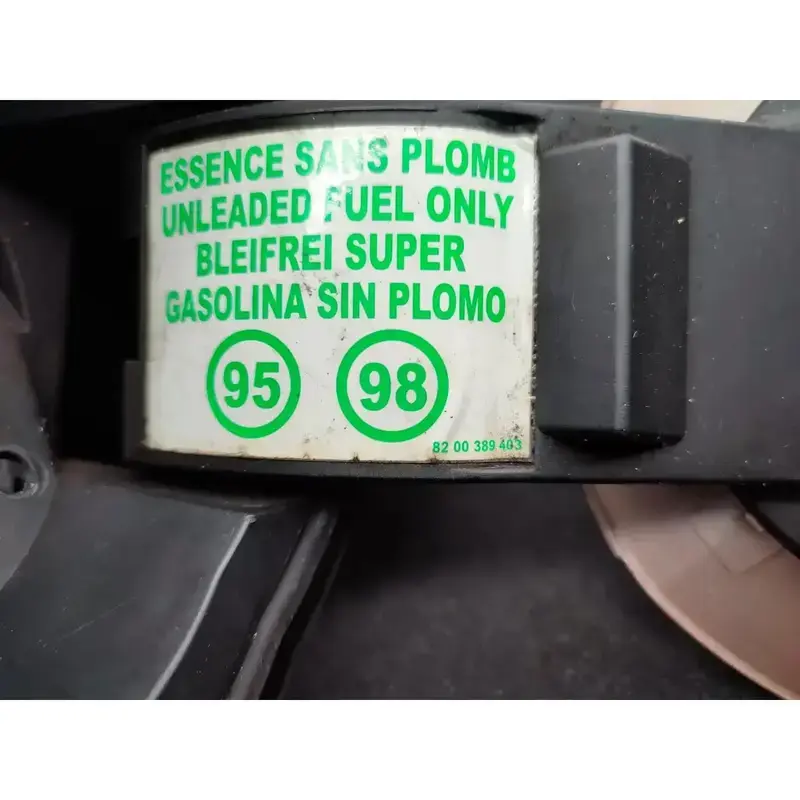 ESSENCE SANS PLOMB
UNLEADED FUEL ONLY
BLEIFREI SUPER
GASOLINA SIN PLOMO
95 98
82 00 389 403